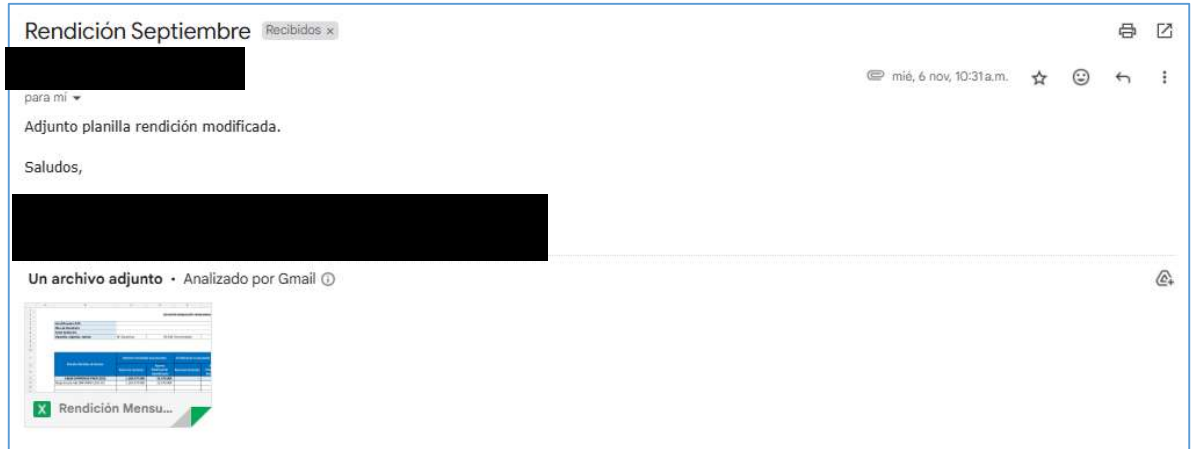 Rendición Septiembre Recibidos x
mié, 6 nov, 10:31 a.m.
para mí
Adjunto planilla rendición modificada.
Saludos,
Un archivo adjunto • Analizado por Gmail
X Rendición Mensu...